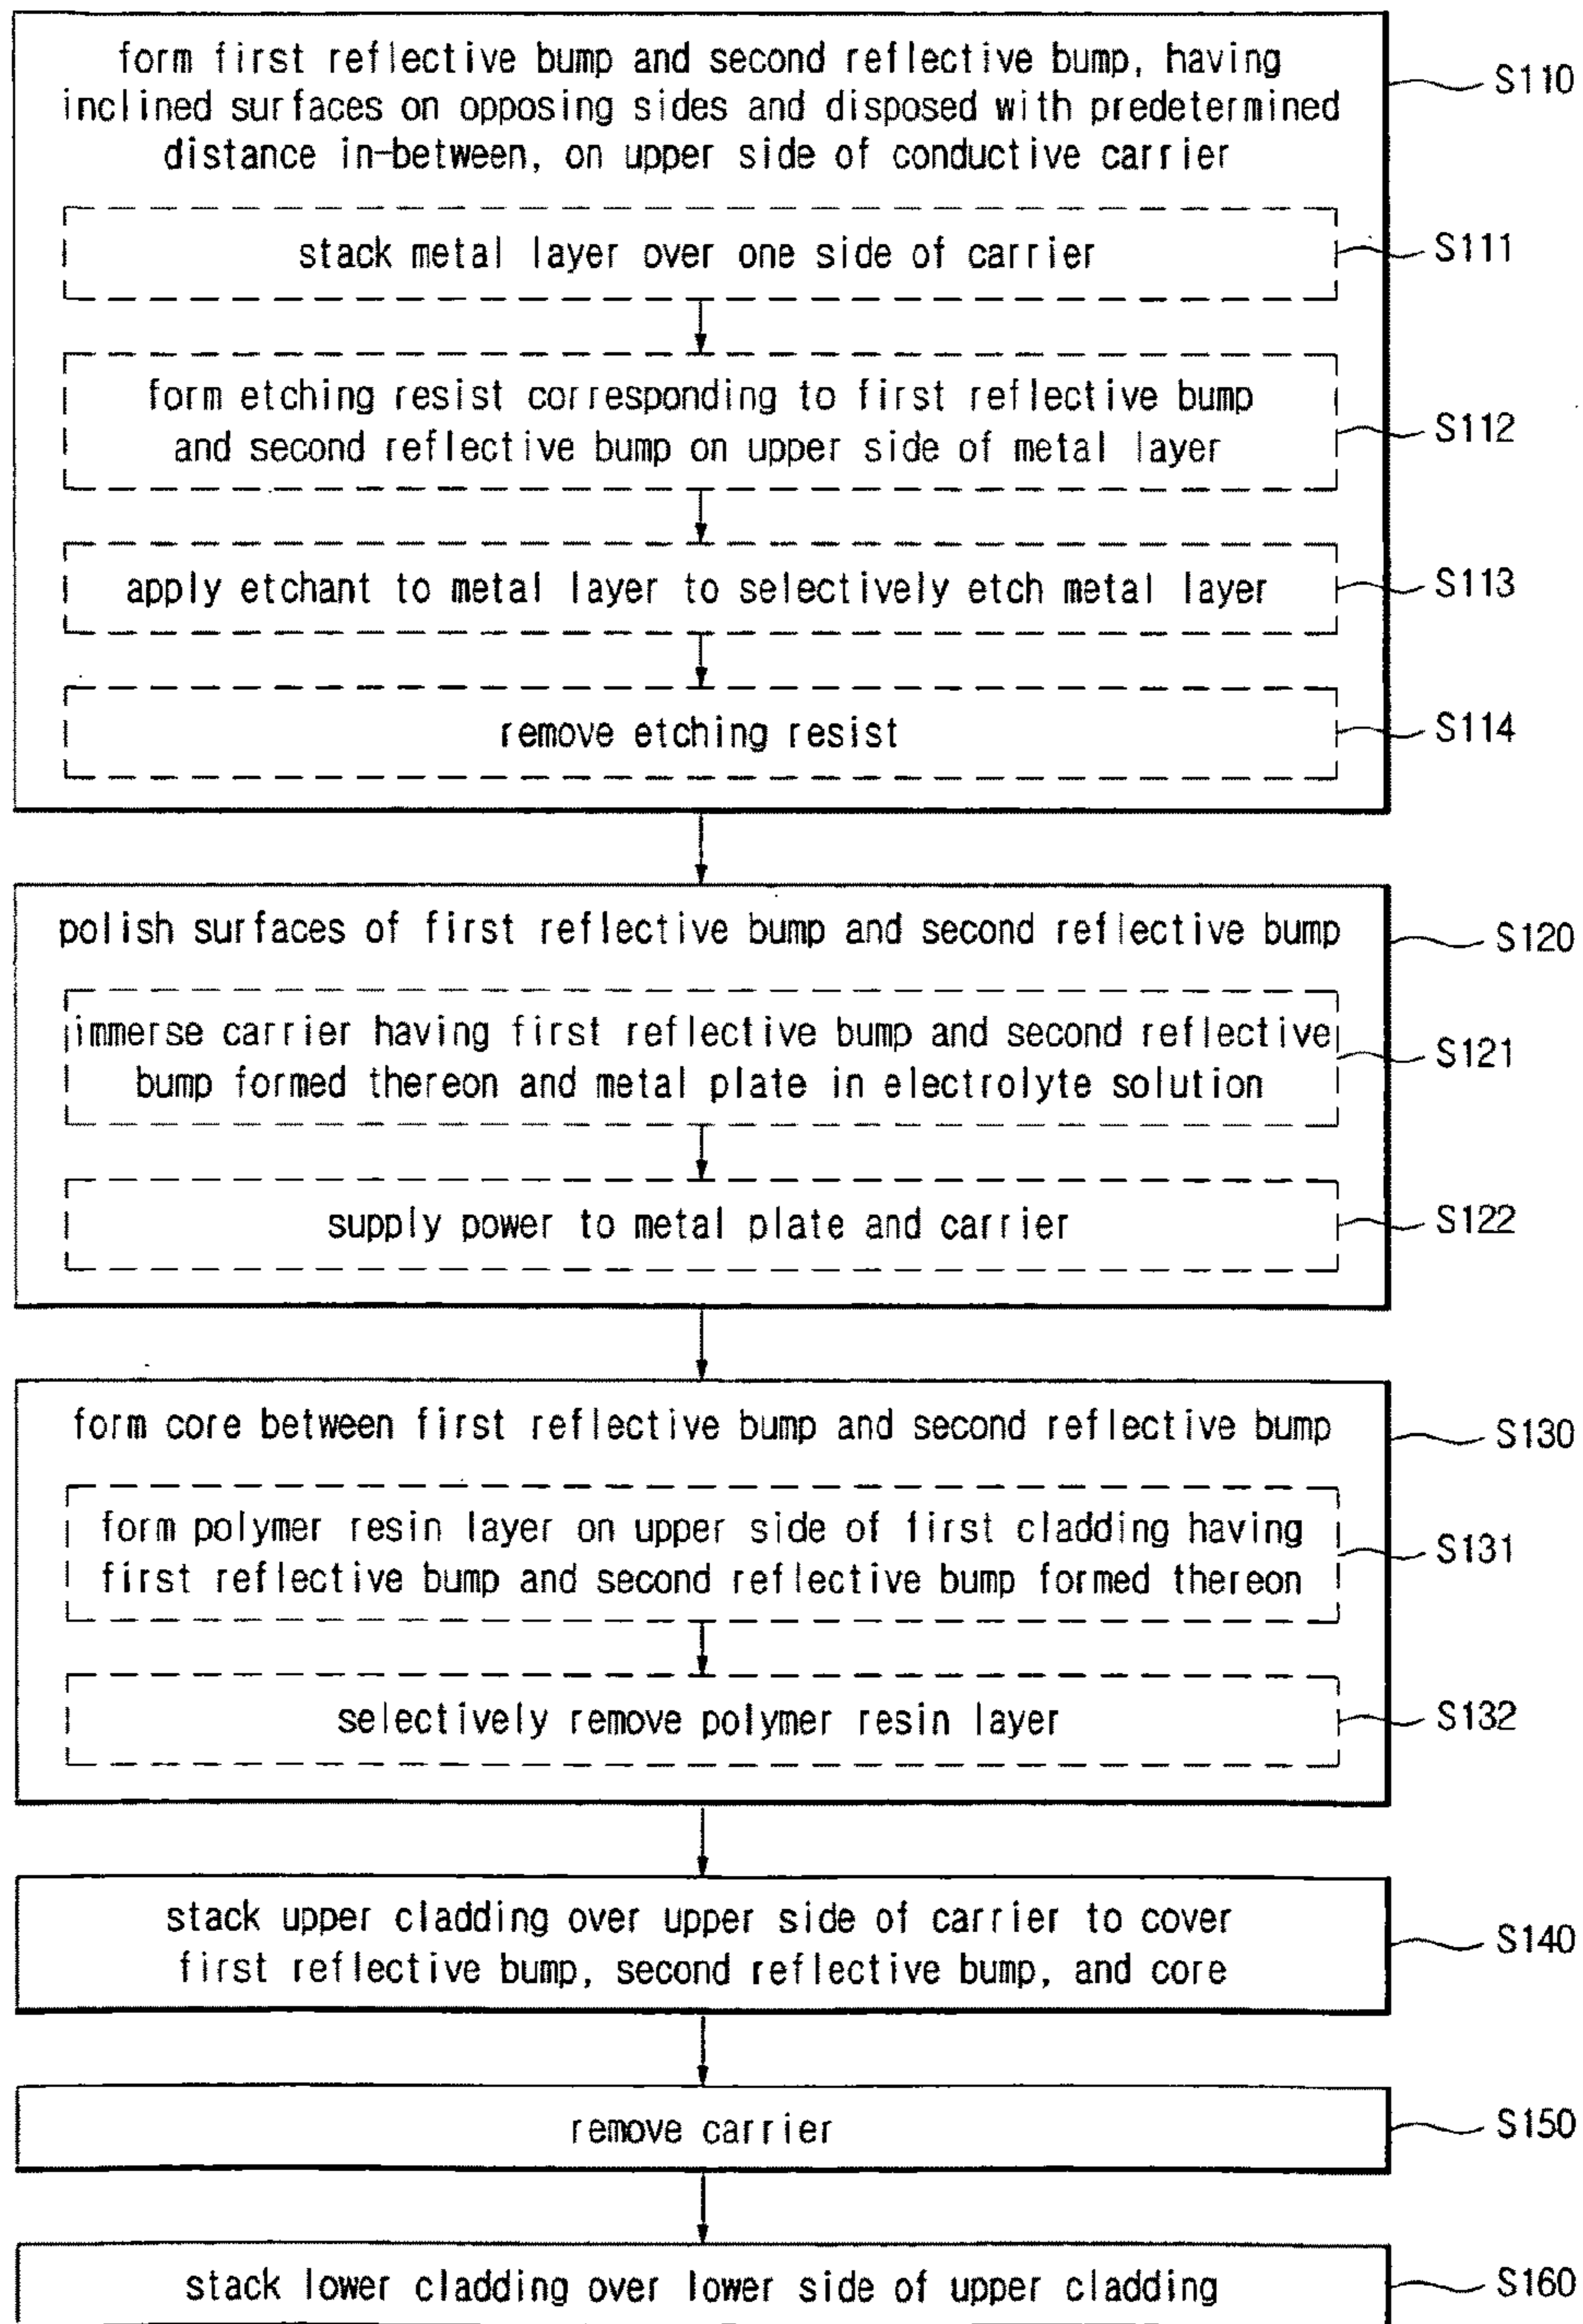 form first reflective bump and second reflective bump, having
inclined surfaces on opposing sides and disposed with predetermined
distance in-between, on upper side of conductive carrier
S110
stack metal layer over one side of carrier
S111
form etching resist corresponding to first reflective bump
and second reflective bump on upper side of metal layer
S112
apply etchant to metal layer to selectively etch metal layer
S113
remove etching resist
S114
polish surfaces of first reflective bump and second reflective bump
S120
immerse carrier having first reflective bump and second reflective
bump formed thereon and metal plate in electrolyte solution
S121
supply power to metal plate and carrier
S122
form core between first reflective bump and second reflective bump
S130
form polymer resin layer on upper side of first cladding having
first reflective bump and second reflective bump formed thereon
S131
selectively remove polymer resin layer
S132
stack upper cladding over upper side of carrier to cover
first reflective bump, second reflective bump, and core
S140
remove carrier
S150
stack lower cladding over lower side of upper cladding
S160